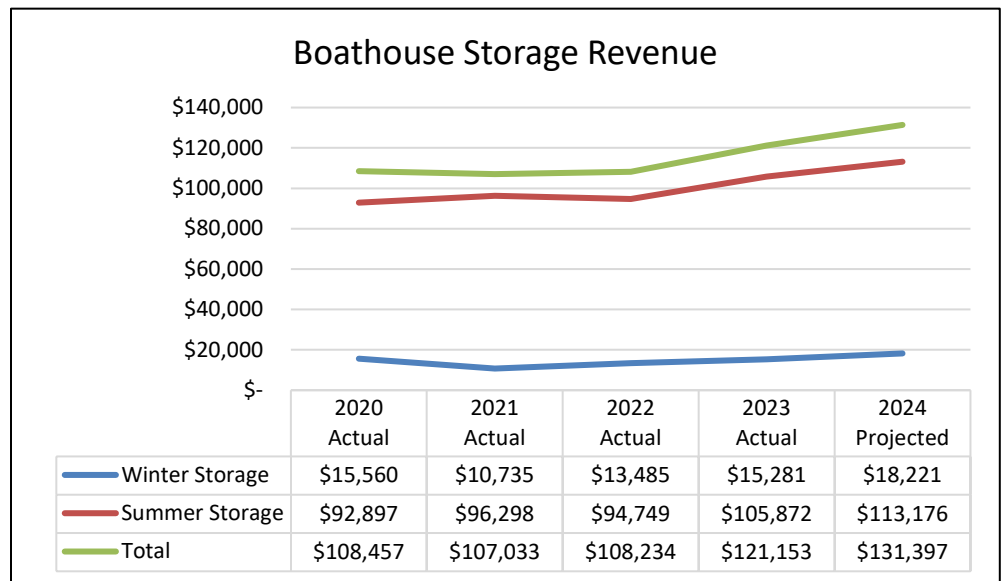 Boathouse Storage Revenue
$140,000
$120,000
$100,000
$80,000
$60,000
$40,000
$20,000
$-
2020 2021 2022 2023 2024
Actual Actual Actual Actual Projected
Winter Storage $15,560 $10,735 $13,485 $15,281 $18,221
Summer Storage $92,897 $96,298 $94,749 $105,872 $113,176
Total $108,457 $107,033 $108,234 $121,153 $131,397